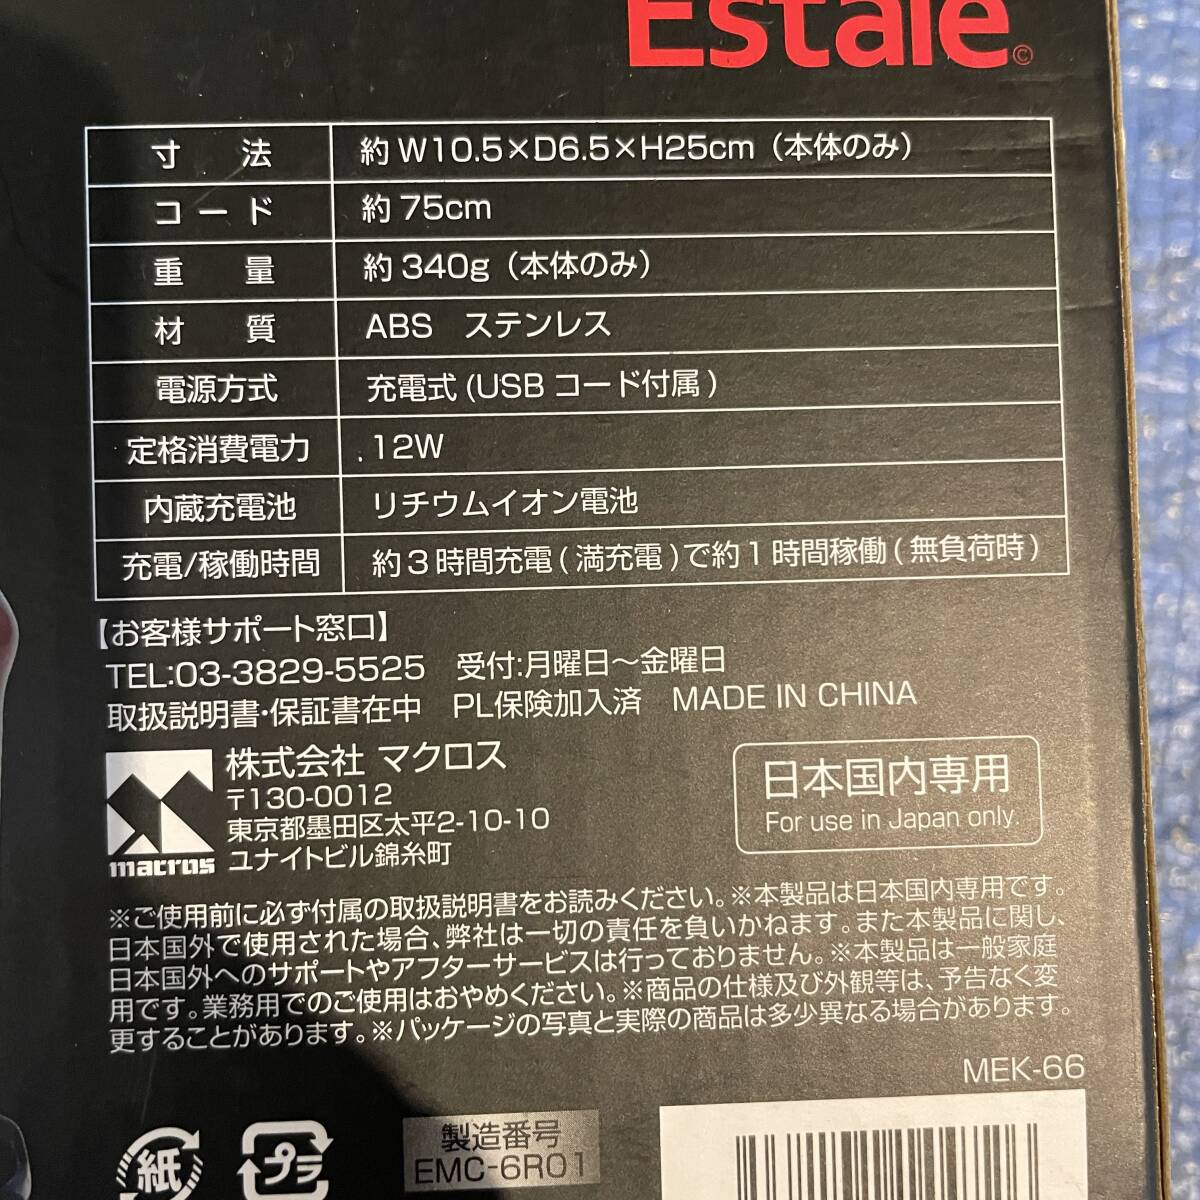 Estale©
寸法 約W10.5×D6.5×H25cm（本体のみ）
コード 約75cm
重量 約340g（本体のみ）
材質 ABS ステンレス
電源方式 充電式(USBコード付属)
定格消費電力 12W
内蔵充電池 リチウムイオン電池
充電/稼働時間 約3時間充電(満充電)で約1時間稼働(無負荷時)
【お客様サポート窓口】
TEL:03-3829-5525 受付:月曜日〜金曜日
取扱説明書･保証書在中 PL保険加入済 MADE IN CHINA
株式会社 マクロス
〒130-0012
東京都墨田区太平2-10-10
ユナイトビル錦糸町
macros
日本国内専用
For use in Japan only.
※ご使用前に必ず付属の取扱説明書をお読みください。※本製品は日本国内専用です。
日本国外で使用された場合、弊社は一切の責任を負いかねます。また本製品に関し、
日本国外へのサポートやアフターサービスは行っておりません。※本製品は一般家庭
用です。業務用でのご使用はおやめください。※商品の仕様及び外観等は、予告なく変
更することがあります。※パッケージの写真と実際の商品は多少異なる場合があります。
MEK-66
紙
プラ
製造番号
EMC-6R01